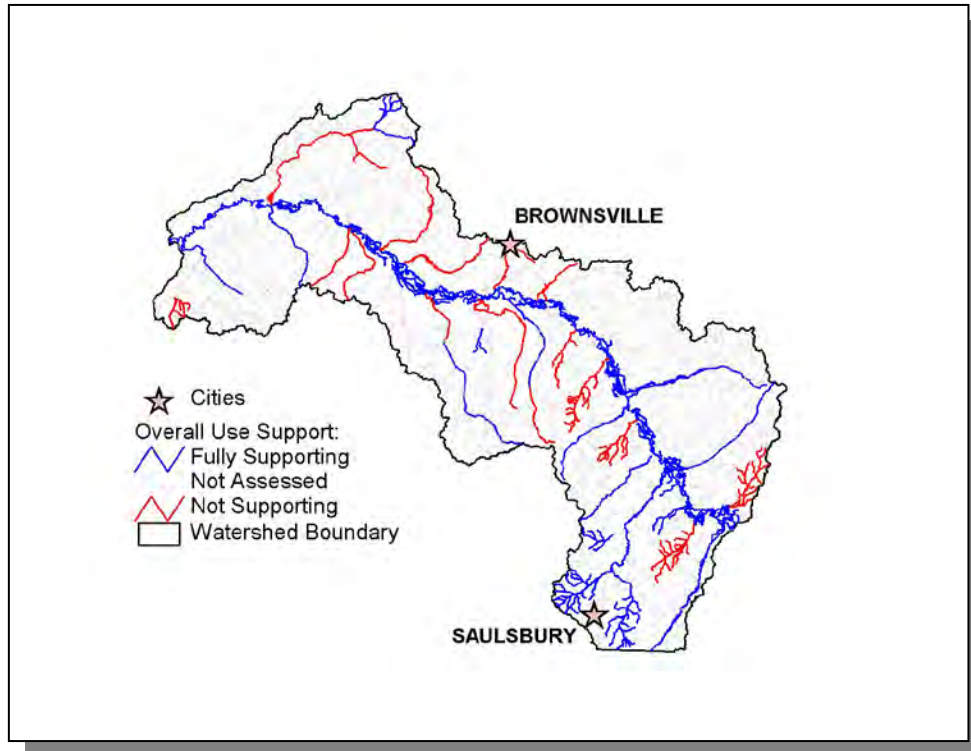 BROWNSVILLE
Cities
Overall Use Support:
Fully Supporting
Not Assessed
Not Supporting
Watershed Boundary
SAULSBURY